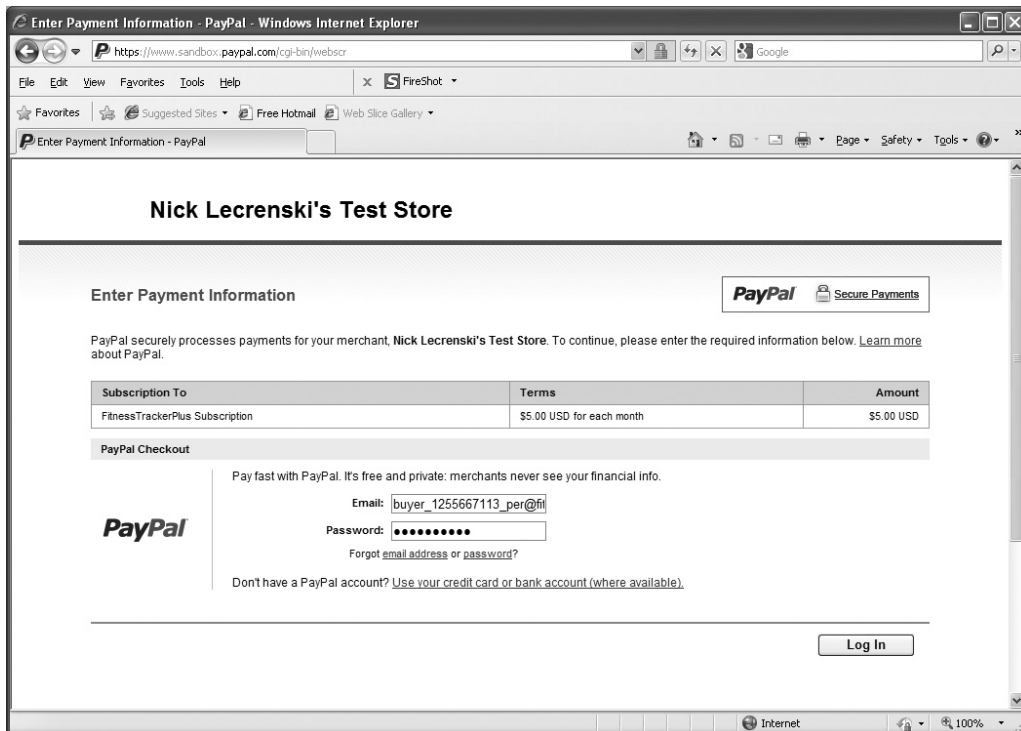 Enter Payment Information - PayPal - Windows Internet Explorer
https://www.sandbox.paypal.com/cgi-bin/webscr
Google
File Edit View Favorites Tools Help
x FireShot
Favorites Suggested Sites Free Hotmail Web Slice Gallery
Enter Payment Information - PayPal
Page Safety Tools
Nick Lecrenski's Test Store
Enter Payment Information
PayPal Secure Payments
PayPal securely processes payments for your merchant, Nick Lecrenski's Test Store. To continue, please enter the required information below. Learn more
about PayPal.
Subscription To Terms Amount
FitnessTrackerPlus Subscription $5.00 USD for each month $5.00 USD
PayPal Checkout
Pay fast with PayPal. It's free and private: merchants never see your financial info.
Email: buyer_1255667113_per@fit
PayPal
Password: ●●●●●●●●●●
Forgot email address or password?
Don't have a PayPal account? Use your credit card or bank account (where available).
Log In
Internet 100%